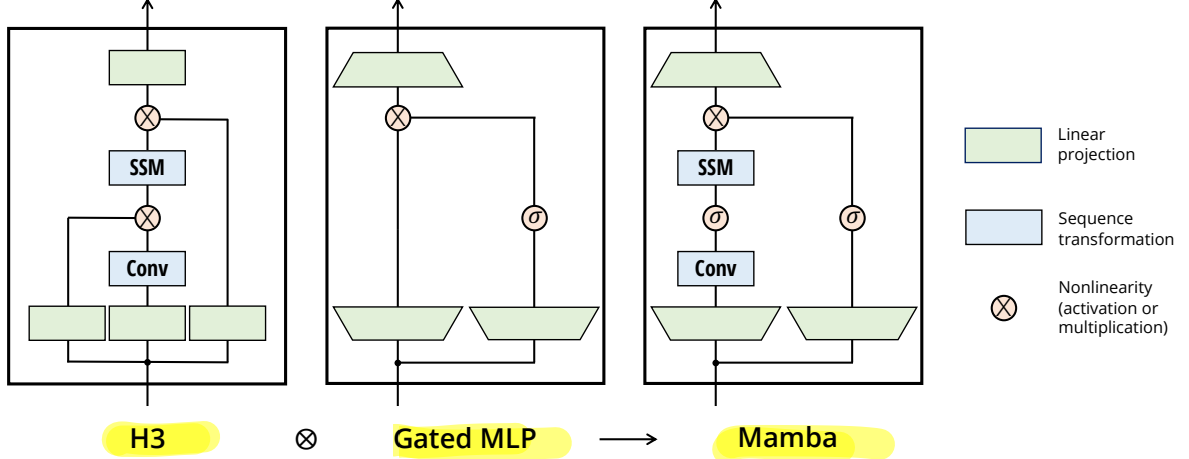 SSM
Conv
σ
SSM
σ
Conv
σ
Linear
projection
Sequence
transformation
Nonlinearity
(activation or
multiplication)
H3 ⊗ Gated MLP → Mamba